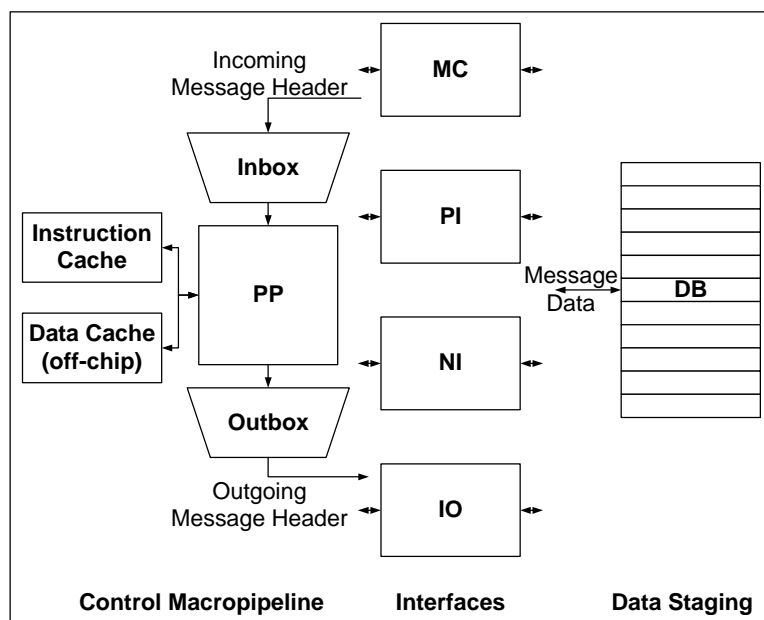 Incoming
Message Header
MC
Inbox
PI
Instruction
Cache
PP
Message
Data
DB
Data Cache
(off-chip)
NI
Outbox
Outgoing
Message Header
IO
Control Macropipeline
Interfaces
Data Staging